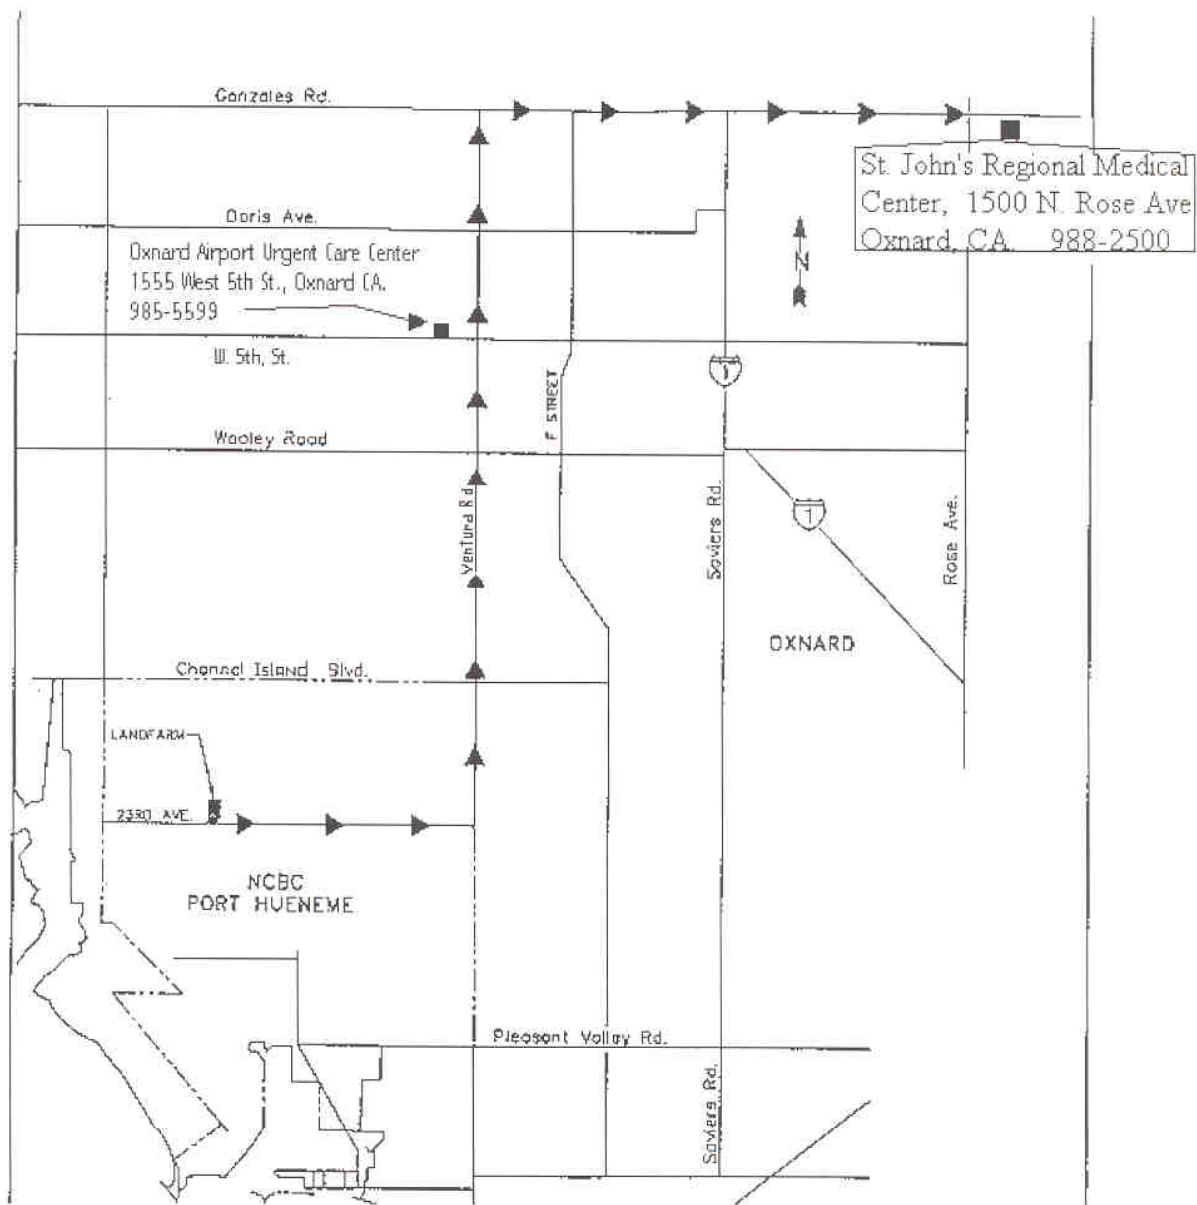 Gonzales Rd.
St. John's Regional Medical
Center, 1500 N. Rose Ave
Oxnard, CA. 988-2500
Doris Ave.
Oxnard Airport Urgent Care Center
1555 West 5th St., Oxnard CA.
985-5599
N
W. 5th, St.
1
F STREET
Wooley Road
Ventura Rd
Saviers Rd.
1
Rose Ave.
OXNARD
Channel Island Blvd.
LANDFARM
23RD AVE.
NCBC
PORT HUENEME
Pleasant Valley Rd.
Saviers Rd.